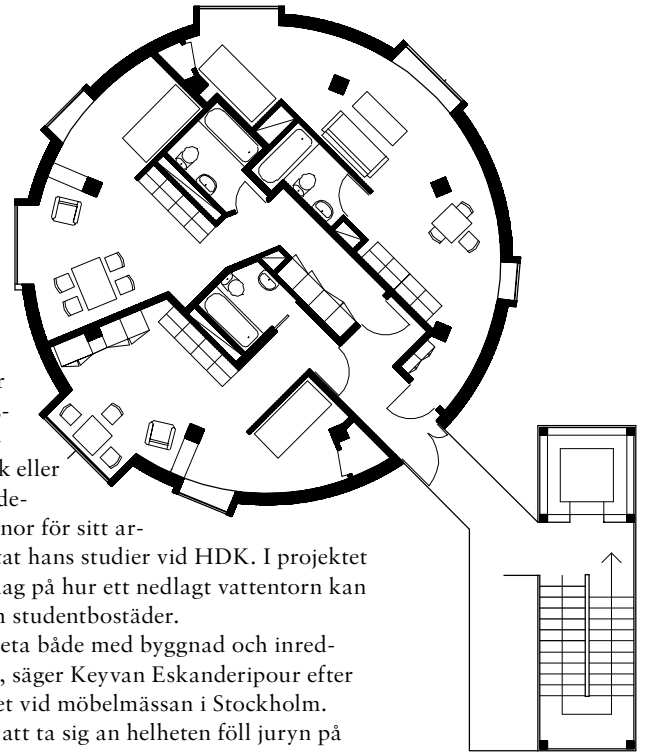 r
s-
-
k eller
de-
nor för sitt ar-
tat hans studier vid HDK. I projektet
lag på hur ett nedlagt vattentorn kan
n studentbostäder.
eta både med byggnad och inred-
, säger Keyvan Eskanderipour efter
et vid möbelmässan i Stockholm.
att ta sig an helheten föll juryn på